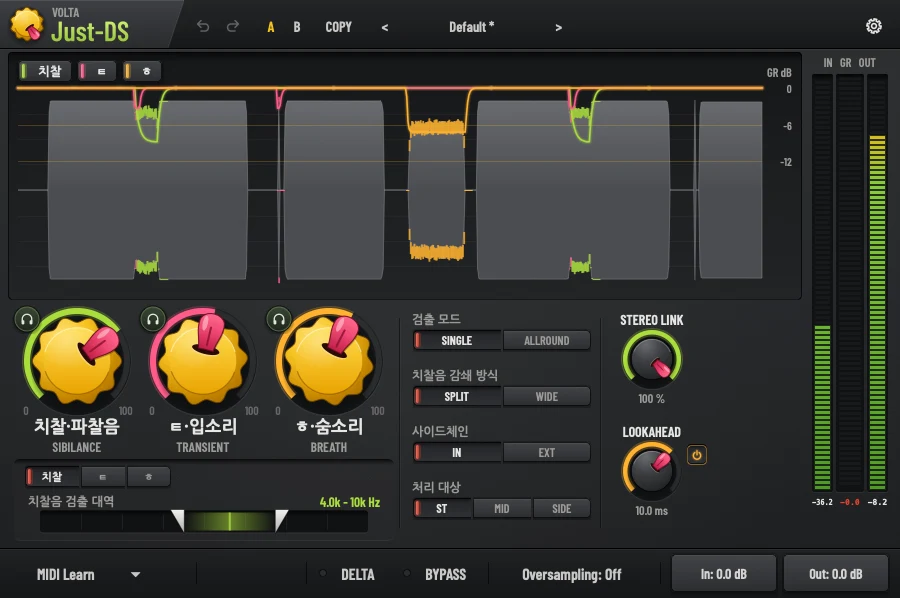 VOLTA
Just-DS
A B COPY < Default * >
치찰 ㅌ ㅎ
GR dB
0
-6
-12
IN GR OUT
-36.2 -0.0 -8.2
0 100 0 100 0 100
치찰·파찰음 ㅌ·입소리 ㅎ·숨소리
SIBILANCE TRANSIENT BREATH
치찰 ㅌ ㅎ
치찰음 검출 대역 4.0k - 10k Hz
검출 모드
SINGLE ALLROUND
치찰음 감쇄 방식
SPLIT WIDE
사이드체인
IN EXT
처리 대상
ST MID SIDE
STEREO LINK
100 %
LOOKAHEAD
10.0 ms
MIDI Learn DELTA BYPASS Oversampling: Off In: 0.0 dB Out: 0.0 dB